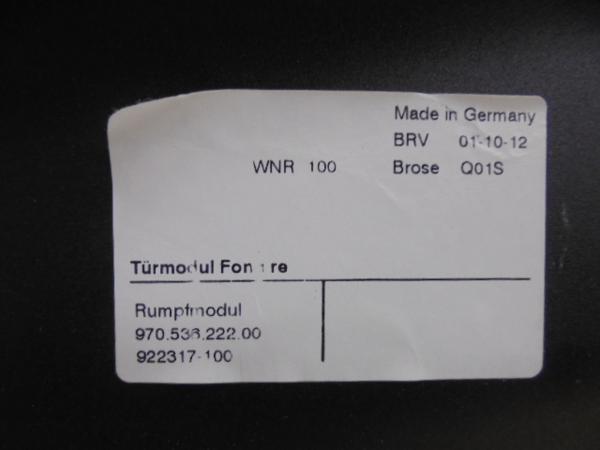 Made in Germany
BRV 01-10-12
WNR 100 Brose Q01S
Türmodul re
Rumpfmodul
970.536.222.00
922317-100